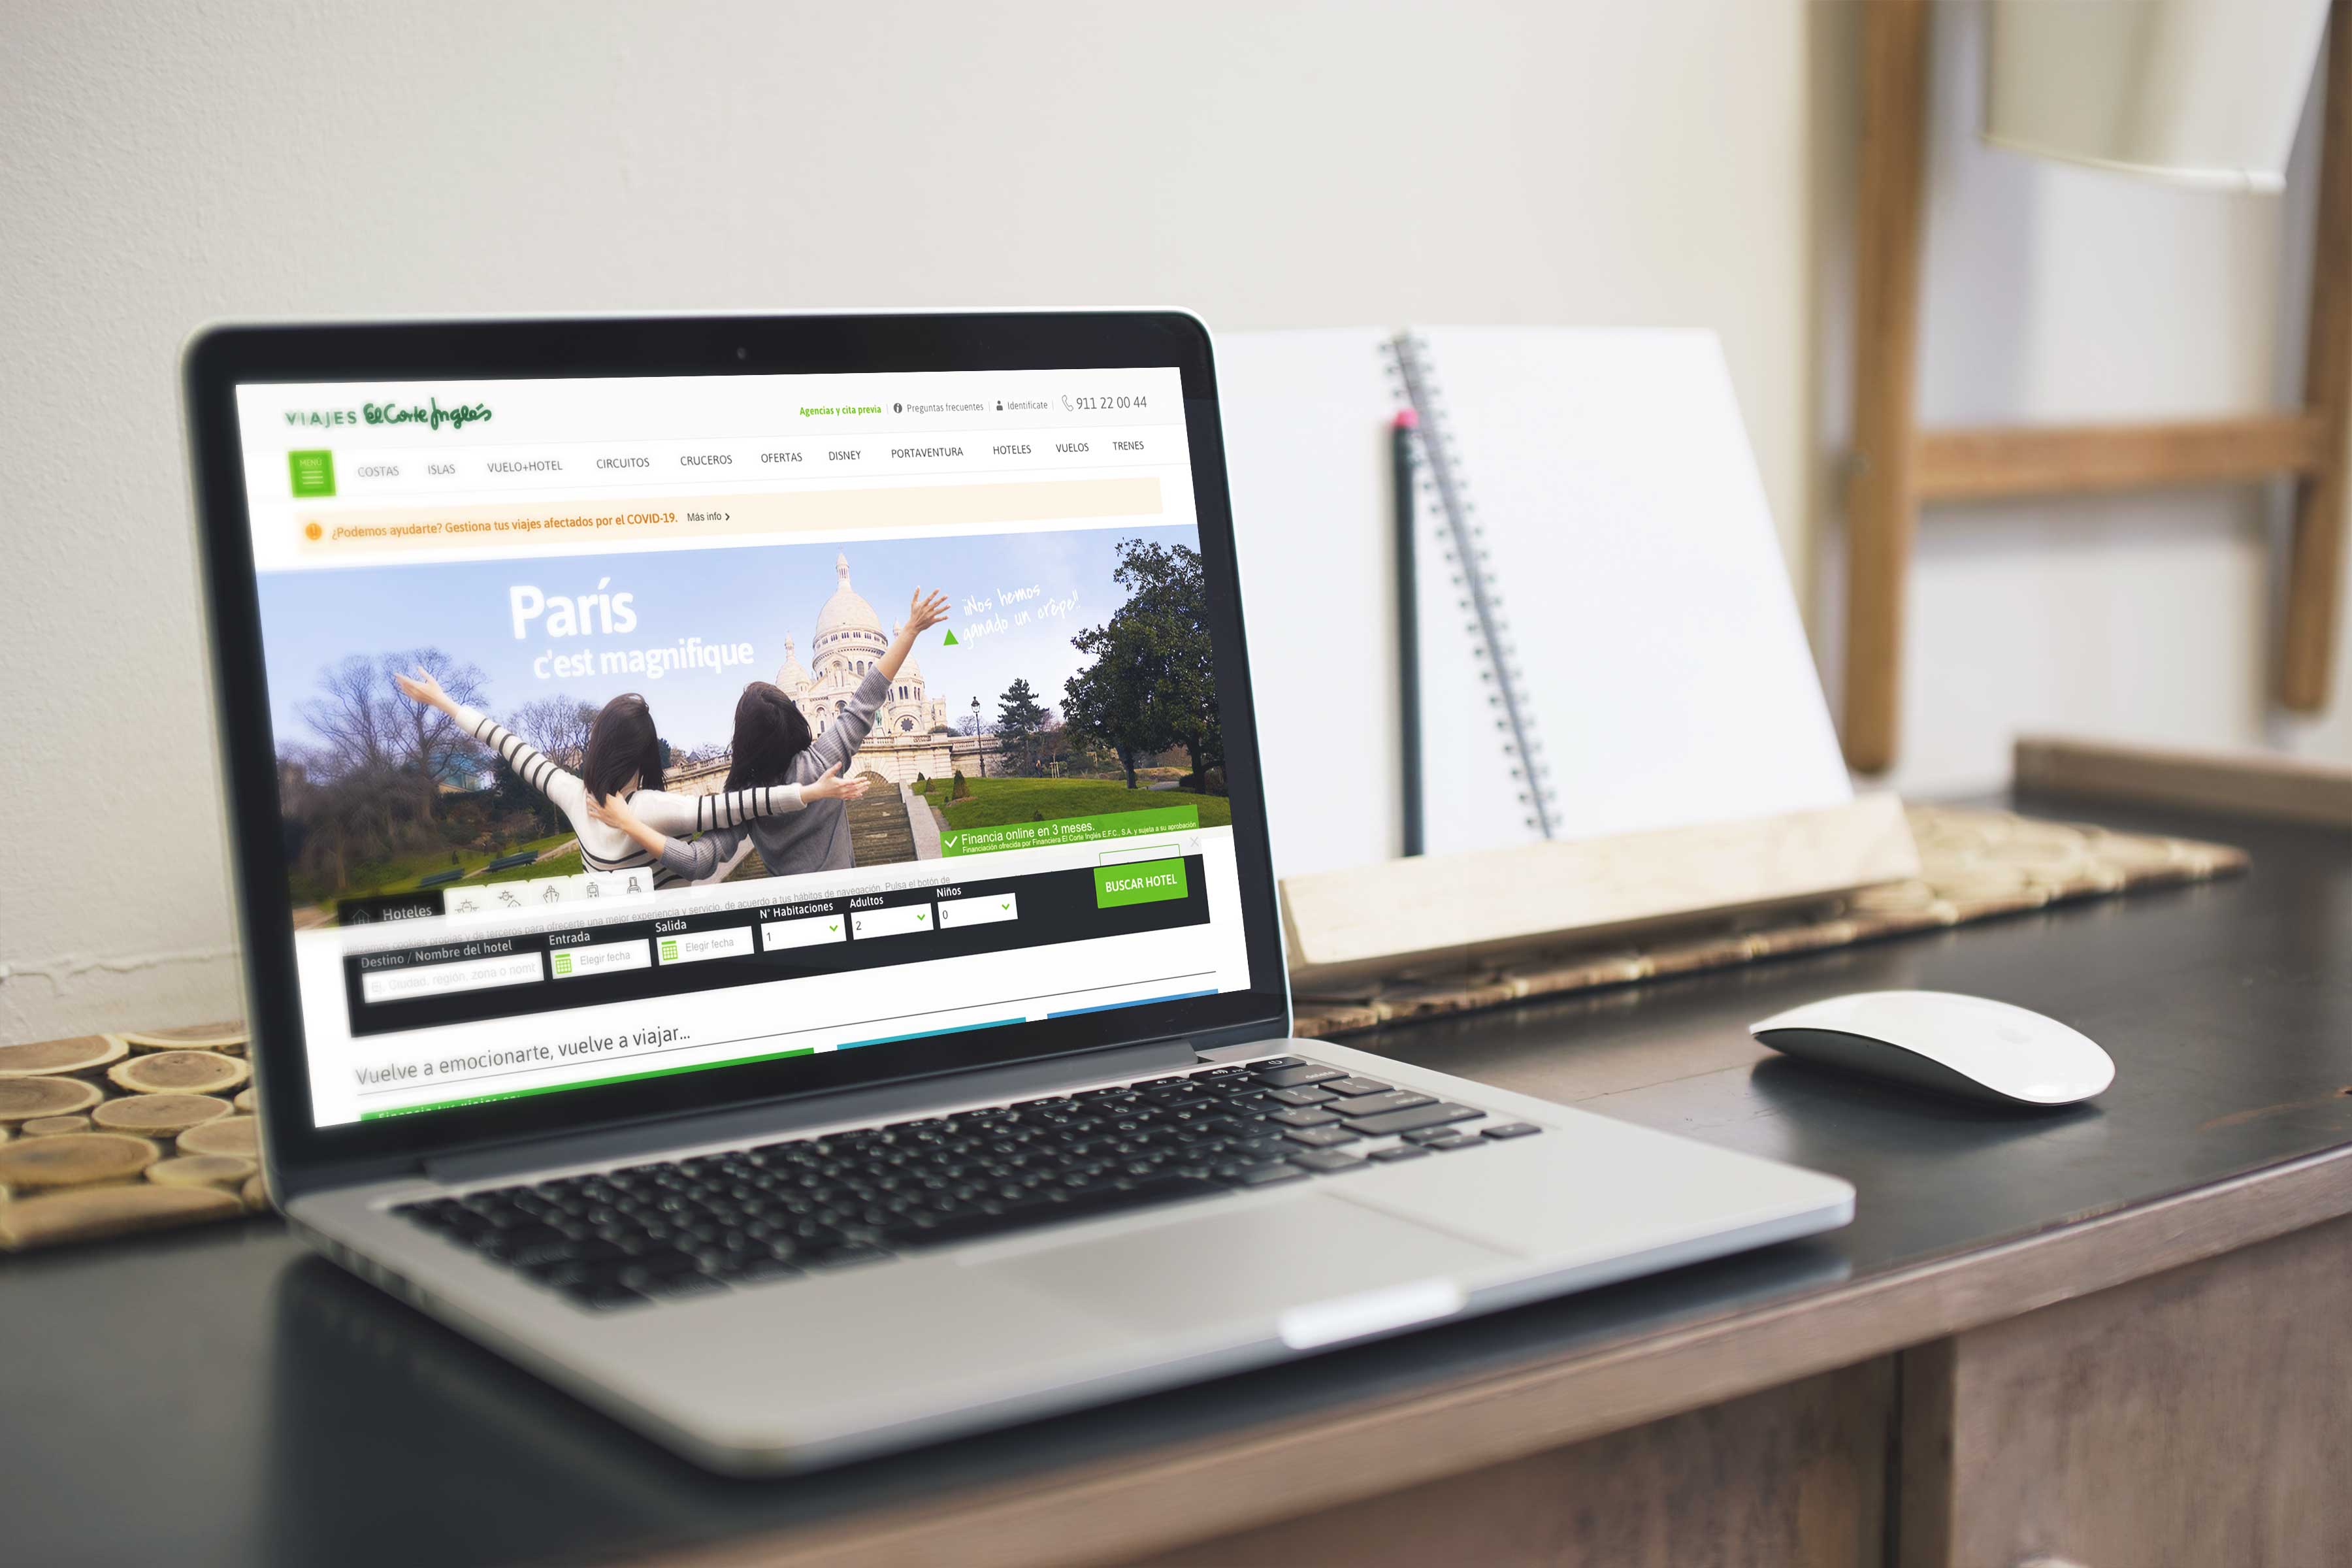 VIAJES El Corte Inglés
Agencias y cita previa
Preguntas frecuentes
Identifícate
911 22 00 44
MENÚ
COSTAS
ISLAS
VUELO+HOTEL
CIRCUITOS
CRUCEROS
OFERTAS
DISNEY
PORTAVENTURA
HOTELES
VUELOS
TRENES
¿Podemos ayudarte? Gestiona tus viajes afectados por el COVID-19. Más info >
París
c'est magnifique
¡¡Nos hemos
ganado un crêpe!!
Financia online en 3 meses.
Financiación ofrecida por Financiera El Corte Inglés E.F.C., S.A. y sujeta a su aprobación
Hoteles
de terceros para ofrecerte una mejor experiencia y servicio, de acuerdo a tus hábitos de navegación. Pulsa el botón de
Destino / Nombre del hotel
Ciudad, región, zona o
Entrada
Elegir fecha
Salida
Elegir fecha
Nº Habitaciones
1
Adultos
2
Niños
0
BUSCAR HOTEL
Vuelve a emocionarte, vuelve a viajar...